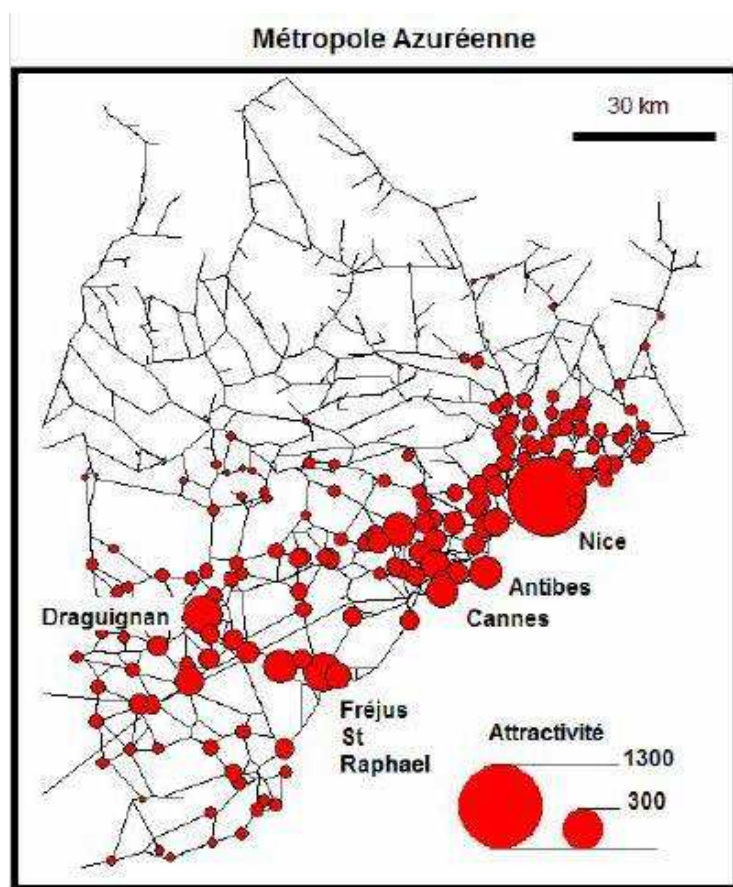 Métropole Azuréenne
30 km
Nice
Antibes
Cannes
Draguignan
Fréjus
St
Raphael
Attractivité
1300
300